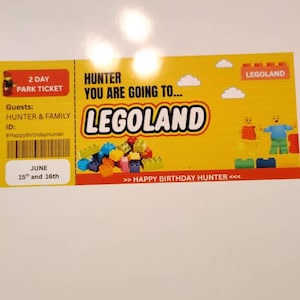 2 DAY
PARK TICKET
Guests:
HUNTER & FAMILY
ID:
#HappyBirthdayHunter
JUNE
15th and 16th
HUNTER
YOU ARE GOING TO...
LEGOLAND
LEGOLAND
>> HAPPY BIRTHDAY HUNTER <<<